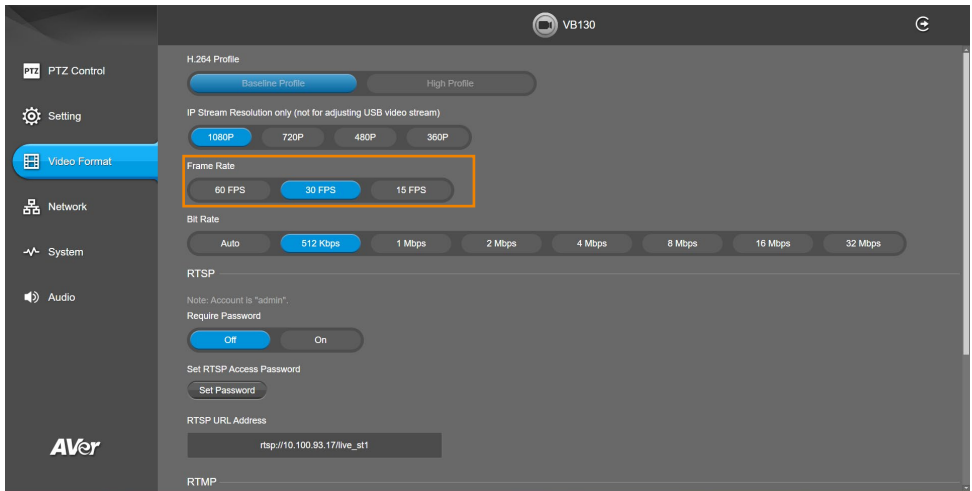 VB130
PTZ PTZ Control
Setting
Video Format
Network
System
Audio
AVer
H.264 Profile
Baseline Profile High Profile
IP Stream Resolution only (not for adjusting USB video stream)
1080P 720P 480P 360P
Frame Rate
60 FPS 30 FPS 15 FPS
Bit Rate
Auto 512 Kbps 1 Mbps 2 Mbps 4 Mbps 8 Mbps 16 Mbps 32 Mbps
RTSP
Note: Account is "admin".
Require Password
Off On
Set RTSP Access Password
Set Password
RTSP URL Address
rtsp://10.100.93.17/live_st1
RTMP